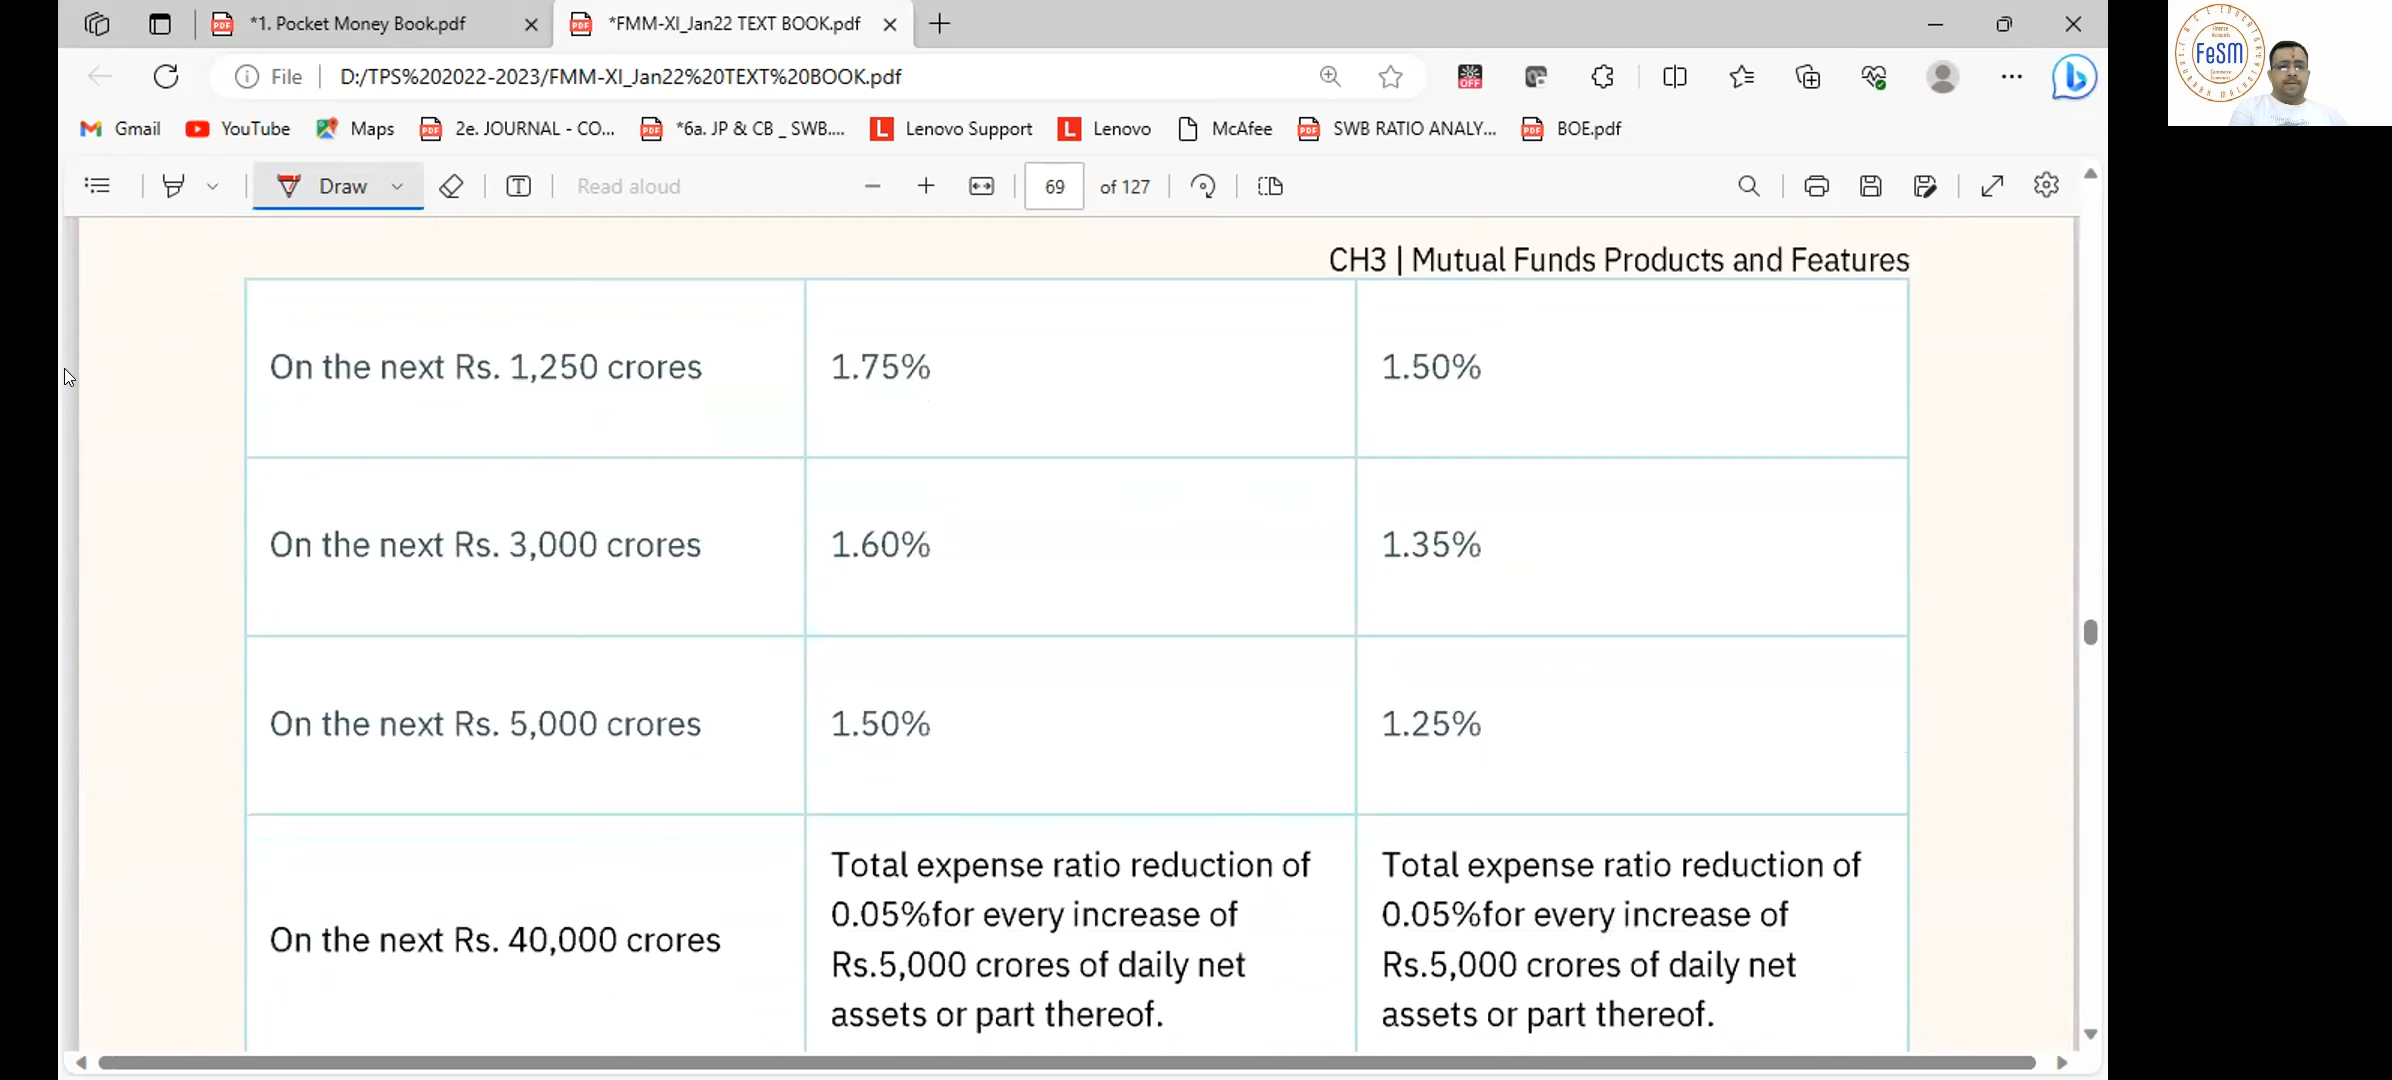 *1. Pocket Money Book.pdf
*FMM-XI_Jan22 TEXT BOOK.pdf
File
D:/TPS%202022-2023/FMM-XI_Jan22%20TEXT%20BOOK.pdf
OFF
Gmail
YouTube
Maps
2e. JOURNAL - CO...
*6a. JP & CB _ SWB....
Lenovo Support
Lenovo
McAfee
SWB RATIO ANALY...
BOE.pdf
Draw
Read aloud
69
of 127
CH3 | Mutual Funds Products and Features
On the next Rs. 1,250 crores
1.75%
1.50%
On the next Rs. 3,000 crores
1.60%
1.35%
On the next Rs. 5,000 crores
1.50%
1.25%
On the next Rs. 40,000 crores
Total expense ratio reduction of
0.05%for every increase of
Rs.5,000 crores of daily net
assets or part thereof.
Total expense ratio reduction of
0.05%for every increase of
Rs.5,000 crores of daily net
assets or part thereof.
FeSM